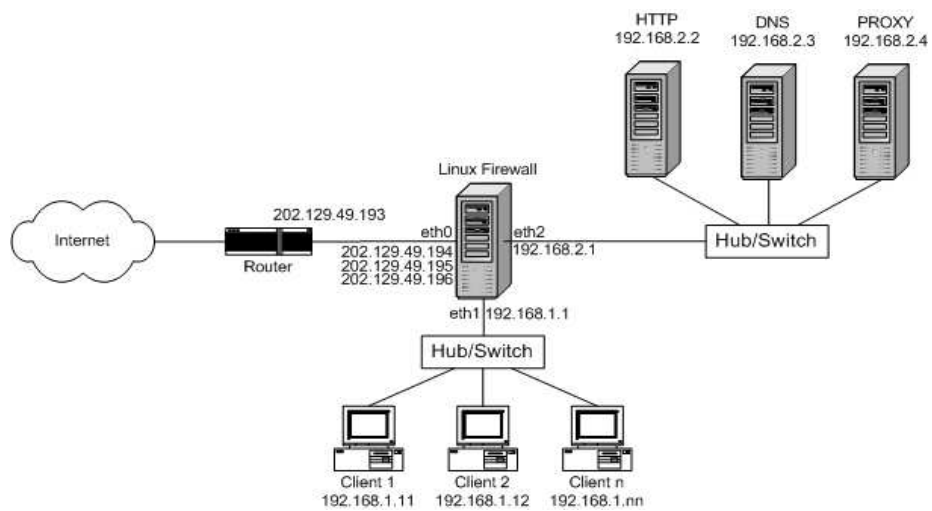 HTTP
192.168.2.2
DNS
192.168.2.3
PROXY
192.168.2.4
Linux Firewall
202.129.49.193
Internet
Router
eth0
202.129.49.194
202.129.49.195
202.129.49.196
eth2
192.168.2.1
Hub/Switch
eth1 192.168.1.1
Hub/Switch
Client 1
192.168.1.11
Client 2
192.168.1.12
Client n
192.168.1.nn